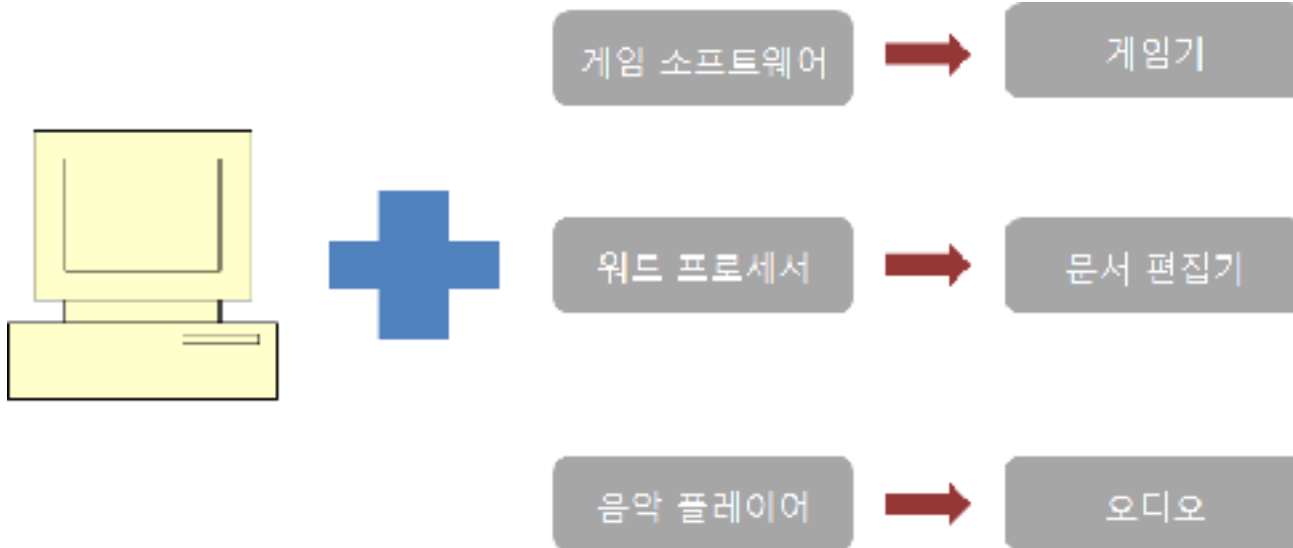 게임 소프트웨어
게임기
워드 프로세서
문서 편집기
음악 플레이어
오디오